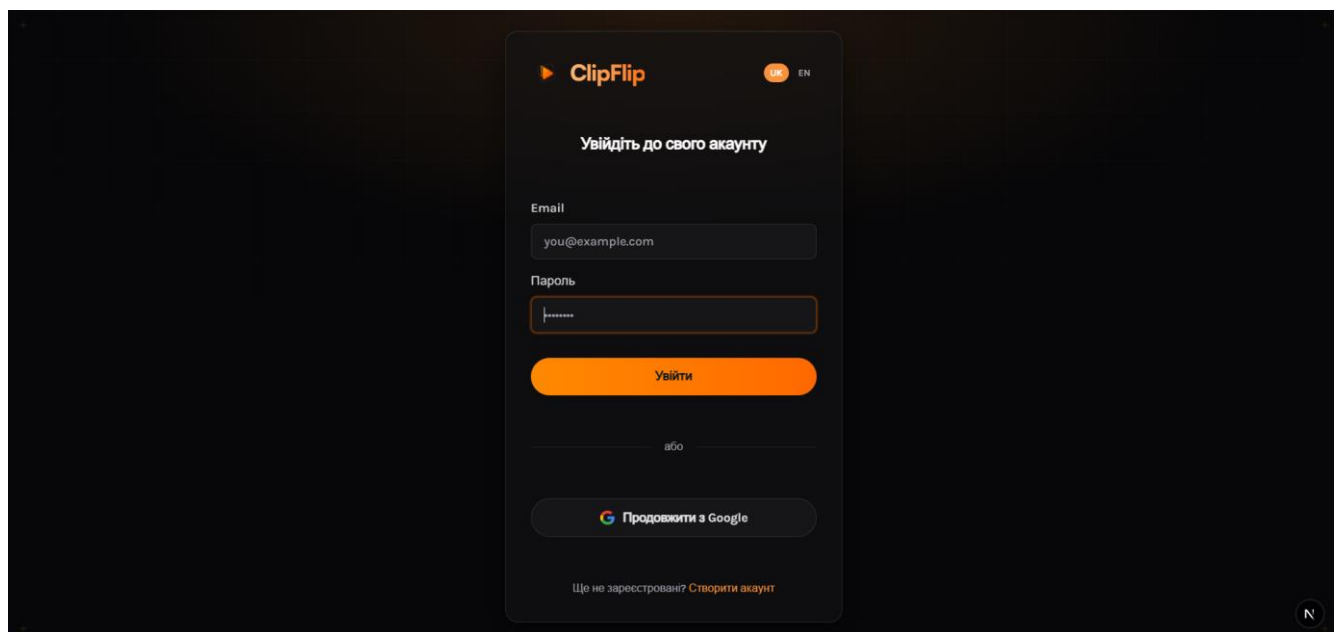 ClipFlip
UK EN
Увійдіть до свого акаунту
Email
you@example.com
Пароль
••••••••
Увійти
або
Продовжити з Google
Ще не зареєстровані? Створити акаунт
N